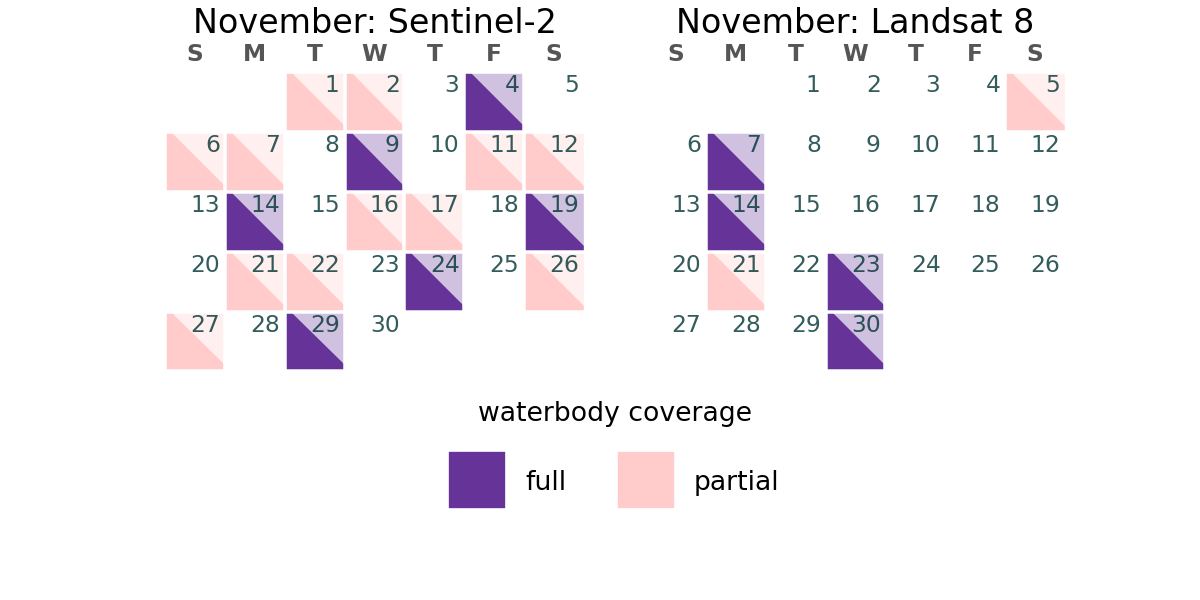 November: Sentinel-2
S M T W T F S
1 2 3 4 5
6 7 8 9 10 11 12
13 14 15 16 17 18 19
20 21 22 23 24 25 26
27 28 29 30
November: Landsat 8
S M T W T F S
1 2 3 4 5
6 7 8 9 10 11 12
13 14 15 16 17 18 19
20 21 22 23 24 25 26
27 28 29 30
waterbody coverage
full partial